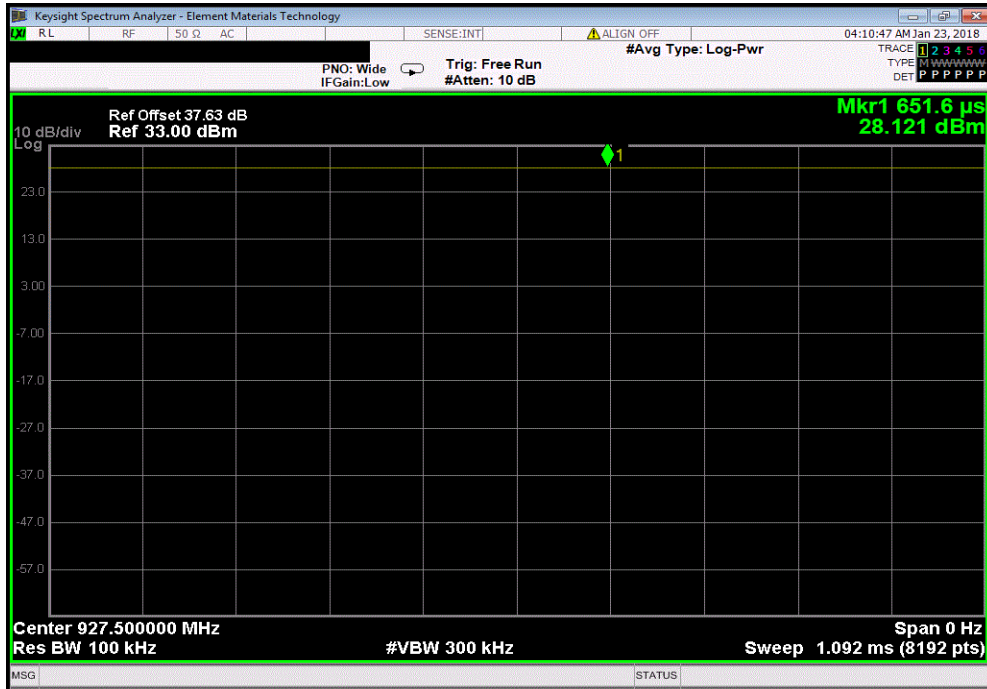 Keysight Spectrum Analyzer - Element Materials Technology
LXI RL RF 50 Ω AC SENSE:INT ALIGN OFF 04:10:47 AM Jan 23, 2018
#Avg Type: Log-Pwr TRACE 1 2 3 4 5 6
PNO: Wide Trig: Free Run TYPE M WWWWW
IFGain:Low #Atten: 10 dB DET P P P P P P
Mkr1 651.6 µs
28.121 dBm
Ref Offset 37.63 dB
10 dB/div Ref 33.00 dBm
Log
1
23.0
13.0
3.00
-7.00
-17.0
-27.0
-37.0
-47.0
-57.0
Center 927.500000 MHz Span 0 Hz
Res BW 100 kHz #VBW 300 kHz Sweep 1.092 ms (8192 pts)
MSG STATUS